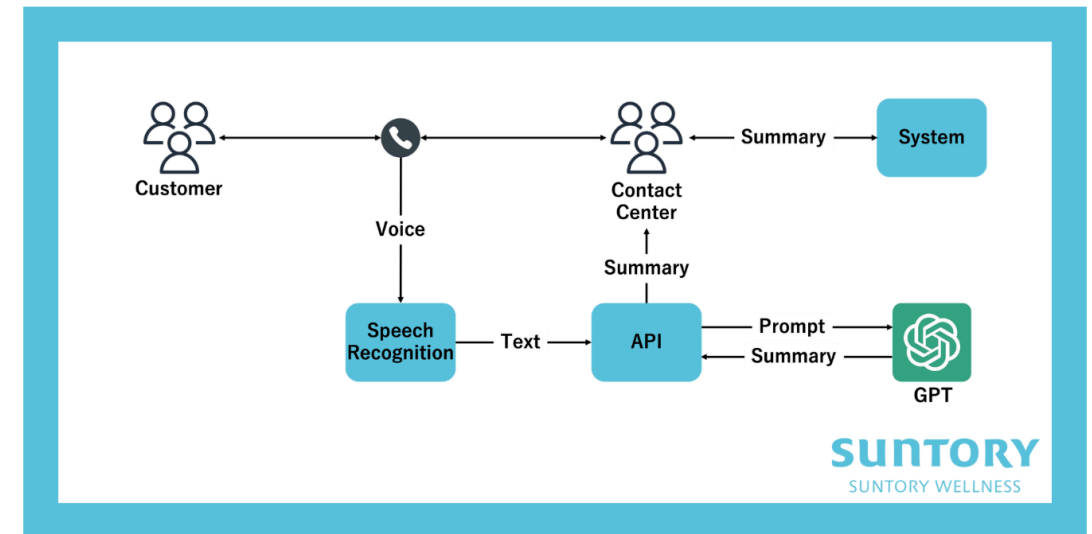 Customer
Contact
Center
Summary
System
Voice
Summary
Speech
Recognition
Text
API
Prompt
Summary
GPT
SUNTORY
SUNTORY WELLNESS